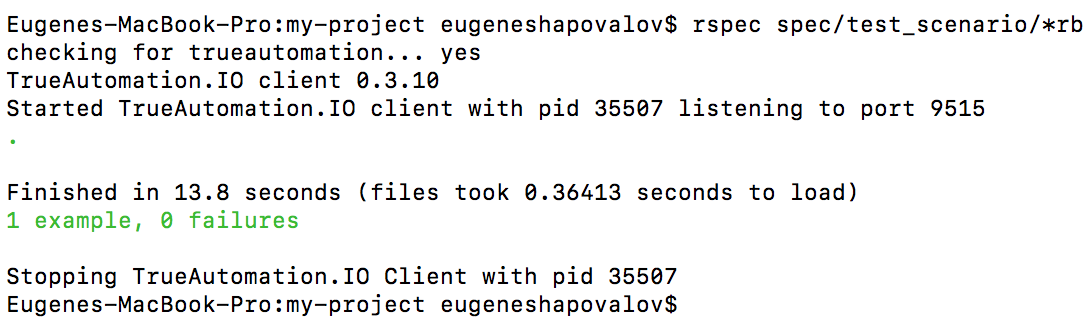 Eugenes-MacBook-Pro:my-project eugeneshapovalov$ rspec spec/test_scenario/*rb
checking for trueautomation... yes
TrueAutomation.IO client 0.3.10
Started TrueAutomation.IO client with pid 35507 listening to port 9515
.
Finished in 13.8 seconds (files took 0.36413 seconds to load)
1 example, 0 failures
Stopping TrueAutomation.IO Client with pid 35507
Eugenes-MacBook-Pro:my-project eugeneshapovalov$